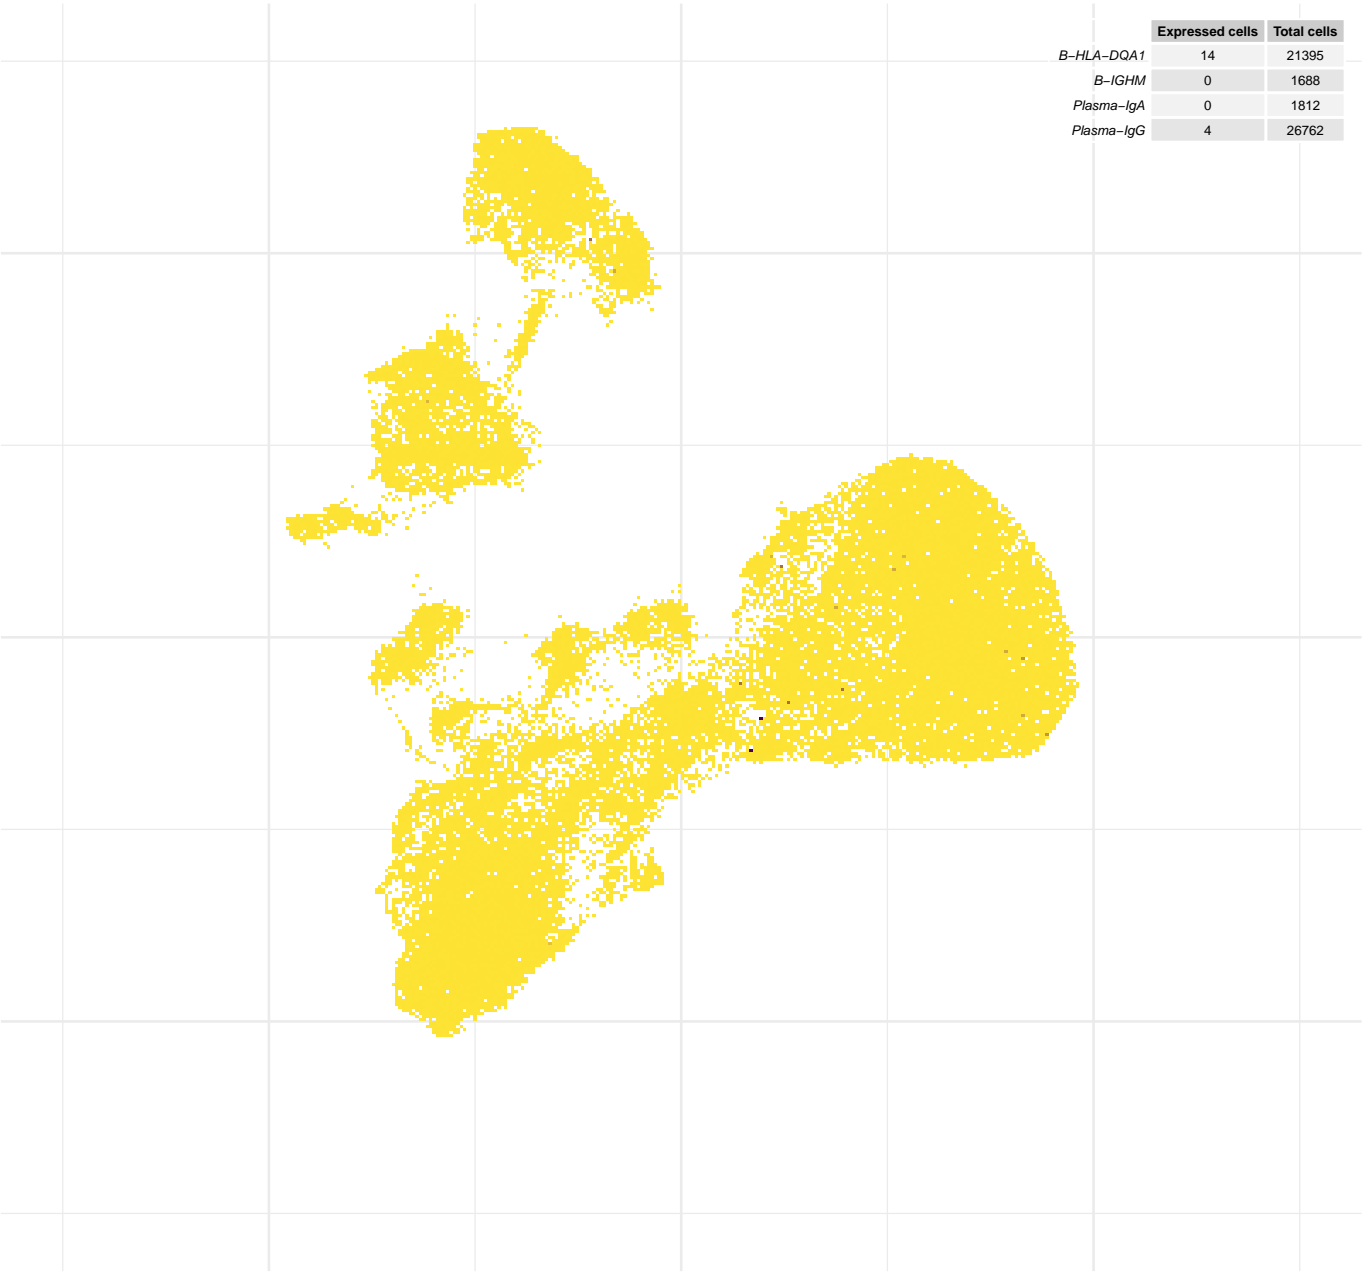 Expressed cells Total cells
B−HLA−DQA1 14 21395
B−IGHM 0 1688
Plasma−IgA 0 1812
Plasma−IgG 4 26762